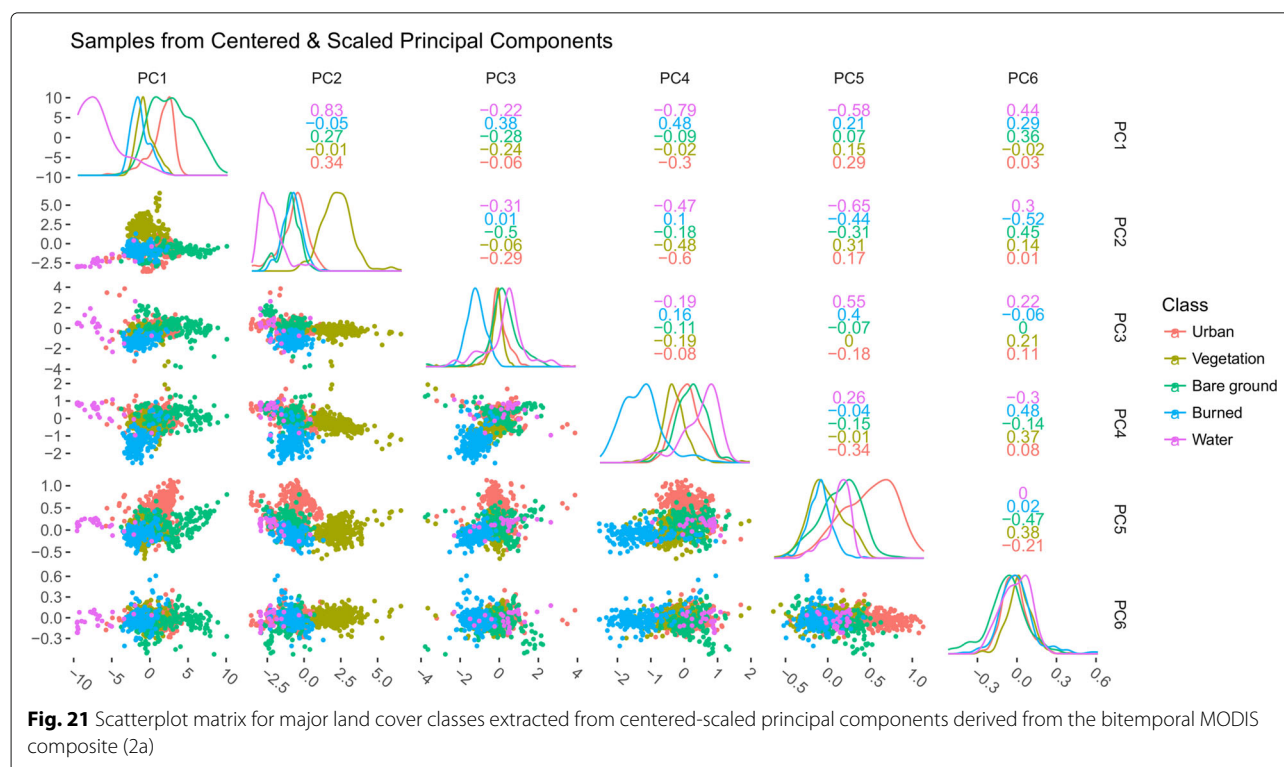 Samples from Centered & Scaled Principal Components
PC1 PC2 PC3 PC4 PC5 PC6
10
5
0
−5
−10
0.83 −0.22 −0.79 −0.58 0.44
−0.05 0.38 0.48 0.21 0.29
0.27 −0.28 −0.09 0.07 0.36
−0.01 −0.24 −0.02 0.15 −0.02
0.34 −0.06 −0.3 0.29 0.03
PC1
5.0
2.5
0.0
−2.5
−0.31 −0.47 −0.65 0.3
0.01 0.1 −0.44 −0.52
−0.5 −0.18 −0.31 0.45
−0.06 −0.48 0.31 0.14
−0.29 −0.6 0.17 0.01
PC2
4
2
0
−2
−4
−0.19 0.55 0.22
0.16 0.4 −0.06
−0.11 −0.07 0
−0.19 0 0.21
−0.08 −0.18 0.11
PC3
Class
Urban
Vegetation
Bare ground
Burned
Water
2
1
0
−1
−2
0.26 −0.3
−0.04 0.48
−0.15 −0.14
−0.01 0.37
−0.34 0.08
PC4
1.0
0.5
0.0
−0.5
0
0.02
−0.47
0.38
−0.21
PC5
0.6
0.3
0.0
−0.3
PC6
−10 −5 0 5 10 −2.5 0.0 2.5 5.0 −4 −2 0 2 4 −2 −1 0 1 2 −0.5 0.0 0.5 1.0 −0.3 0.0 0.3 0.6
Fig. 21 Scatterplot matrix for major land cover classes extracted from centered-scaled principal components derived from the bitemporal MODIS
composite (2a)